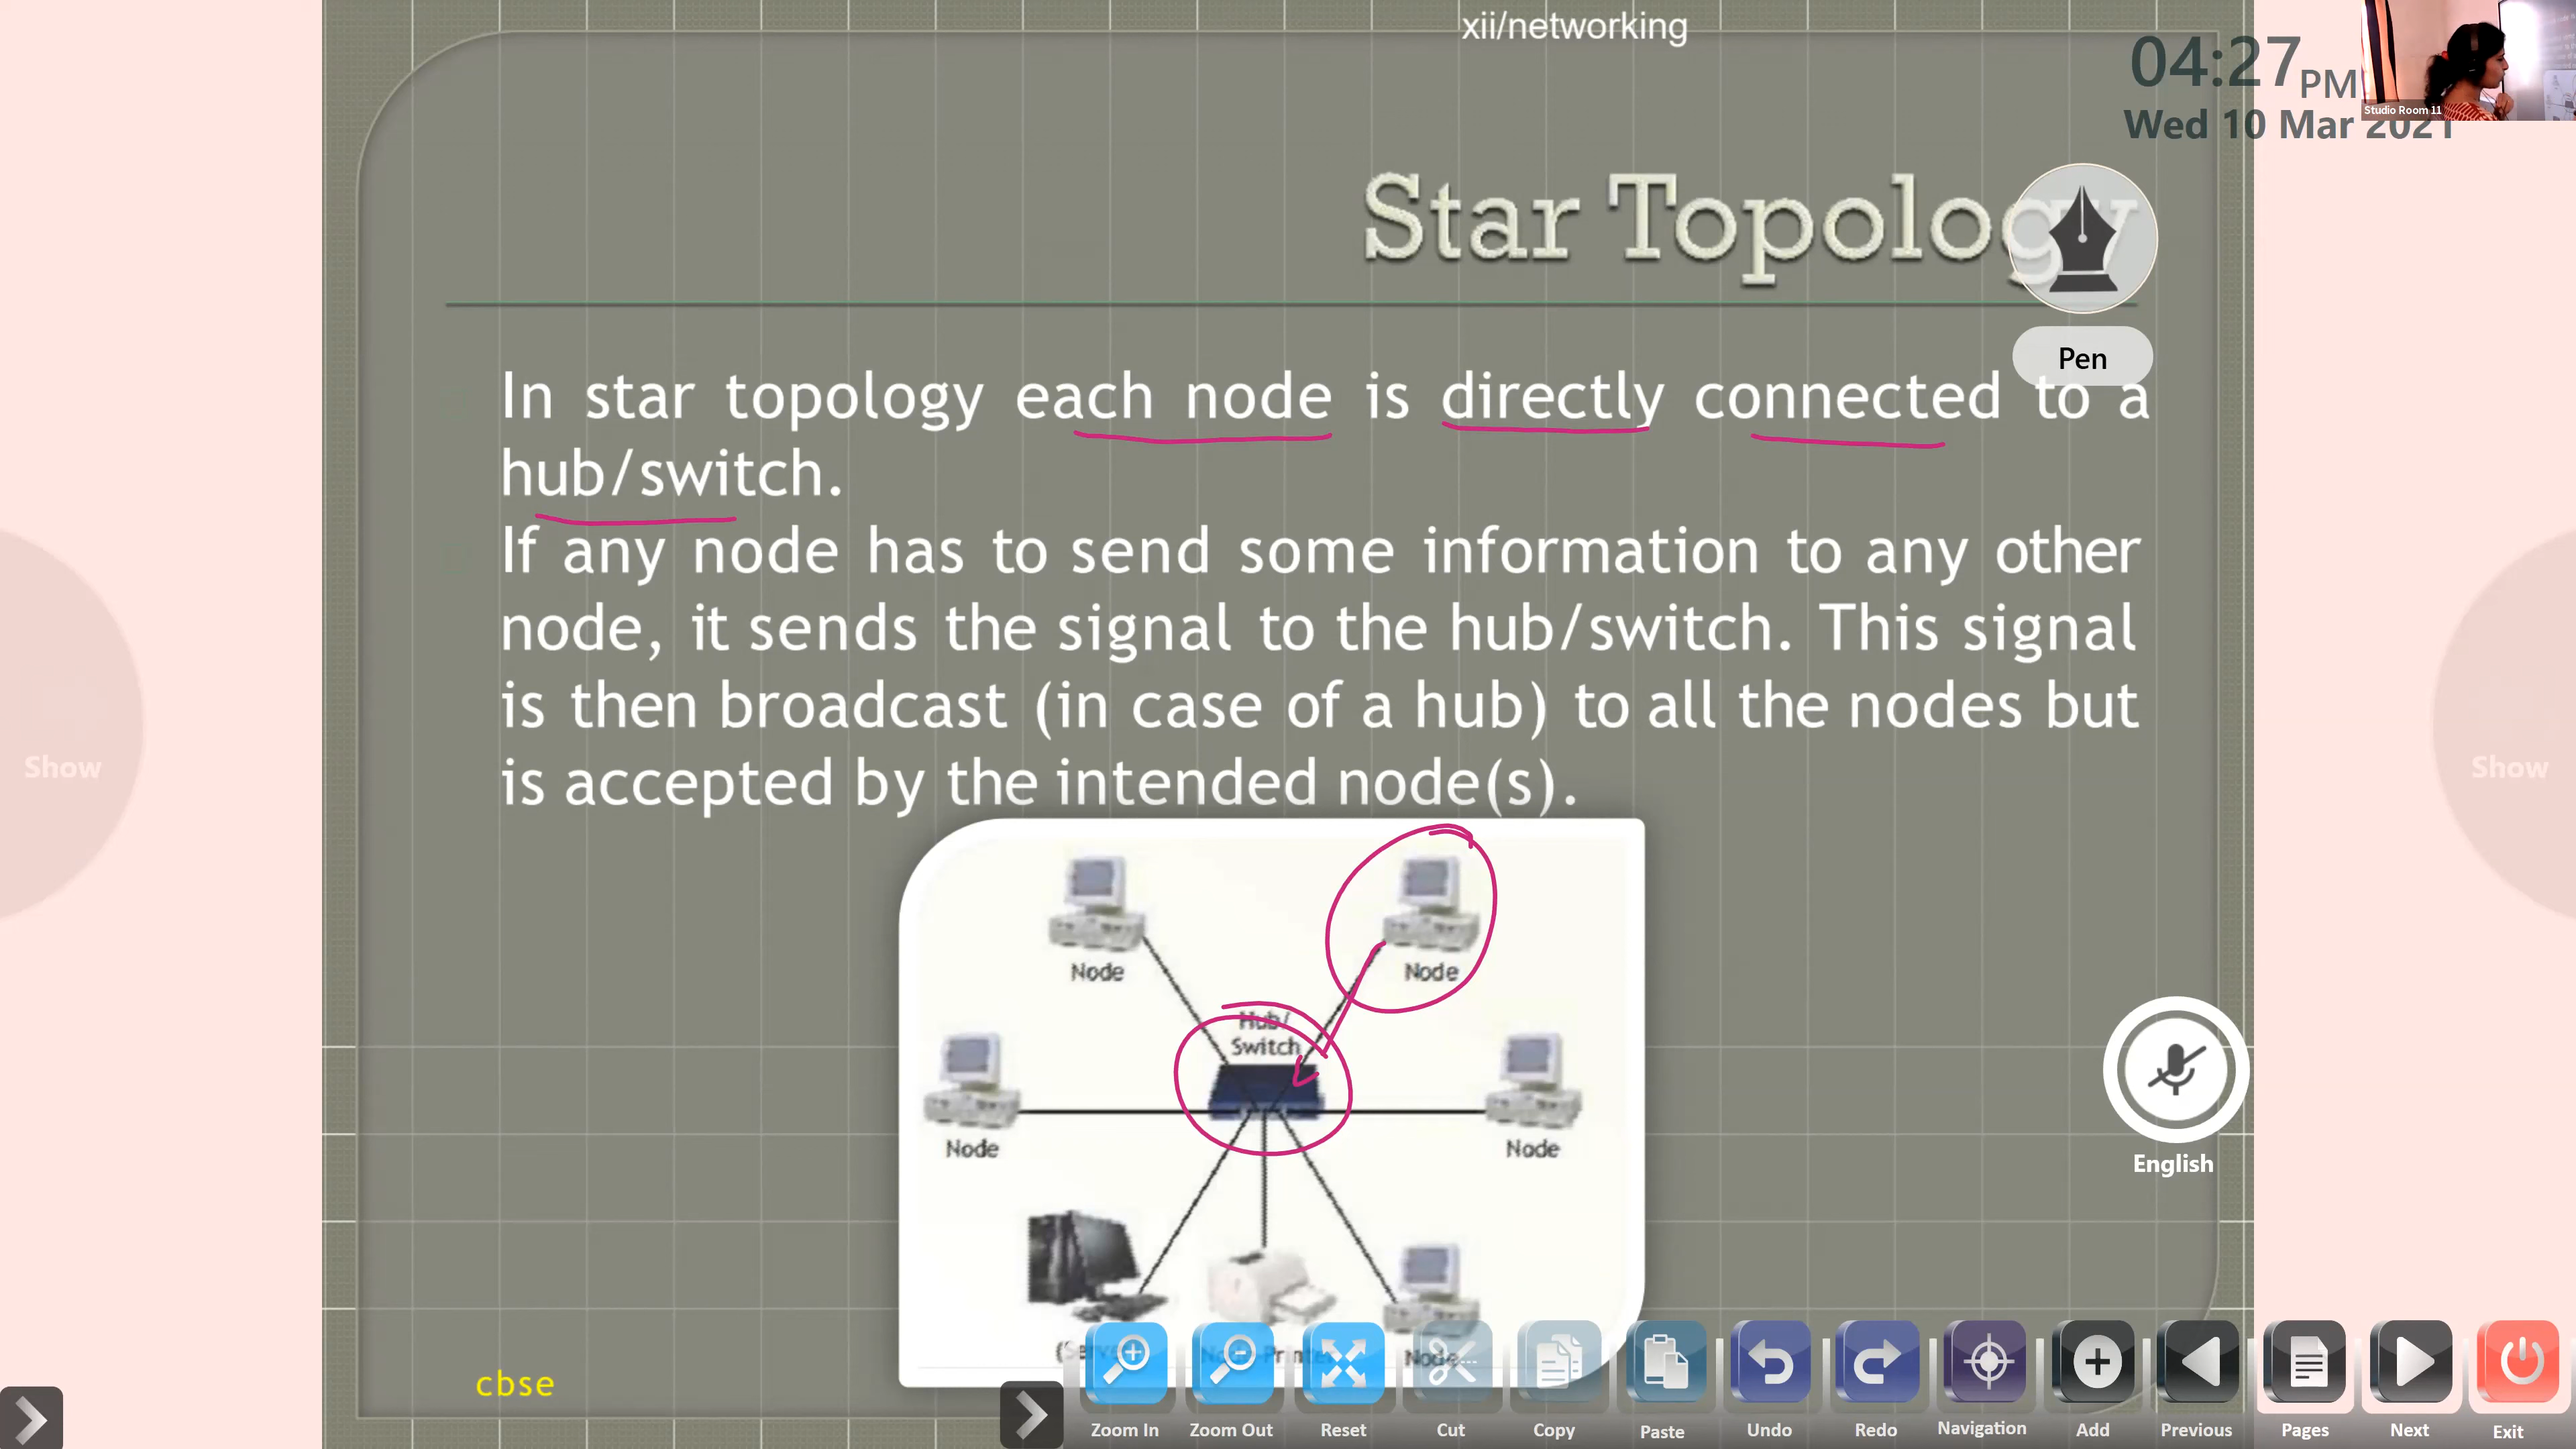 xii/networking
04:27 PM
Wed 10 Mar 2021
Studio Room 11
Star Topology
Pen
In star topology each node is directly connected to a
hub/switch.
If any node has to send some information to any other
node, it sends the signal to the hub/switch. This signal
is then broadcast (in case of a hub) to all the nodes but
is accepted by the intended node(s).
Show
Show
Node
Node
Hub/
Switch
Node
Node
English
Node
cbse
Zoom In
Zoom Out
Reset
Cut
Copy
Paste
Undo
Redo
Navigation
Add
Previous
Pages
Next
Exit